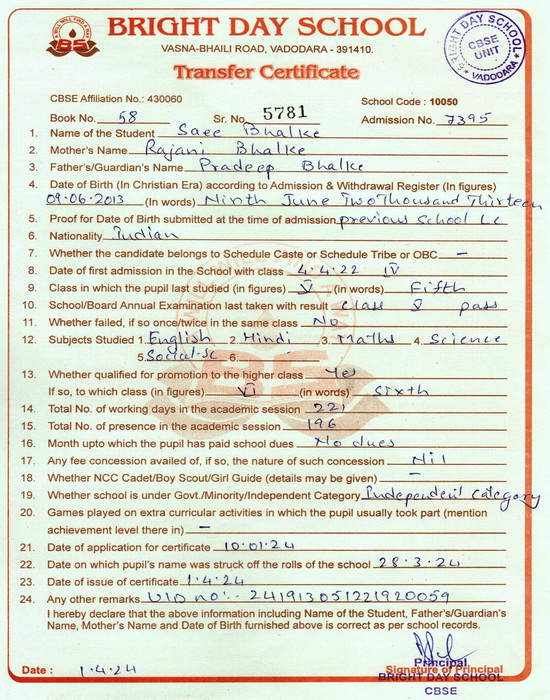 BRIGHT DAY SCHOOL
VASNA-BHAILI ROAD, VADODARA - 391410.
BRIGHT DAY SCHOOL
CBSE
UNIT
VADODARA
BS
Transfer Certificate
CBSE Affiliation No.: 430060 School Code : 10050
Book No. 58 Sr. No. 5781 Admission No. 7395
1. Name of the Student Saee Bhalke
2. Mother's Name Rajani Bhalke
3. Father's/Guardian's Name Pradeep Bhalke
4. Date of Birth (In Christian Era) according to Admission & Withdrawal Register (In figures)
09.06.2013 (In words) Ninth June Two Thousand Thirteen
5. Proof for Date of Birth submitted at the time of admission previous School LC
6. Nationality Indian
7. Whether the candidate belongs to Schedule Caste or Schedule Tribe or OBC —
8. Date of first admission in the School with class 4.4.22 IV
9. Class in which the pupil last studied (in figures) V (in words) Fifth
10. School/Board Annual Examination last taken with result Class V pass
11. Whether failed, if so once/twice in the same class No
12. Subjects Studied 1. English 2. Hindi 3. Maths 4. Science
5. Social-sc 6.
13. Whether qualified for promotion to the higher class Yes
If so, to which class (in figures) VI (in words) Sixth
14. Total No. of working days in the academic session 221
15. Total No. of presence in the academic session 196
16. Month upto which the pupil has paid school dues No dues
17. Any fee concession availed of, if so, the nature of such concession Nil
18. Whether NCC Cadet/Boy Scout/Girl Guide (details may be given) —
19. Whether school is under Govt./Minority/Independent Category Independent Category
20. Games played on extra curricular activities in which the pupil usually took part (mention
achievement level there in) —
21. Date of application for certificate 10.01.24
22. Date on which pupil's name was struck off the rolls of the school 28.3.24
23. Date of issue of certificate 1.4.24
24. Any other remarks UID no:. 241913051221920059
I hereby declare that the above information including Name of the Student, Father's/Guardian's
Name, Mother's Name and Date of Birth furnished above is correct as per school records.
Date : 1.4.24
Principal
Signature of Principal
BRIGHT DAY SCHOOL
CBSE